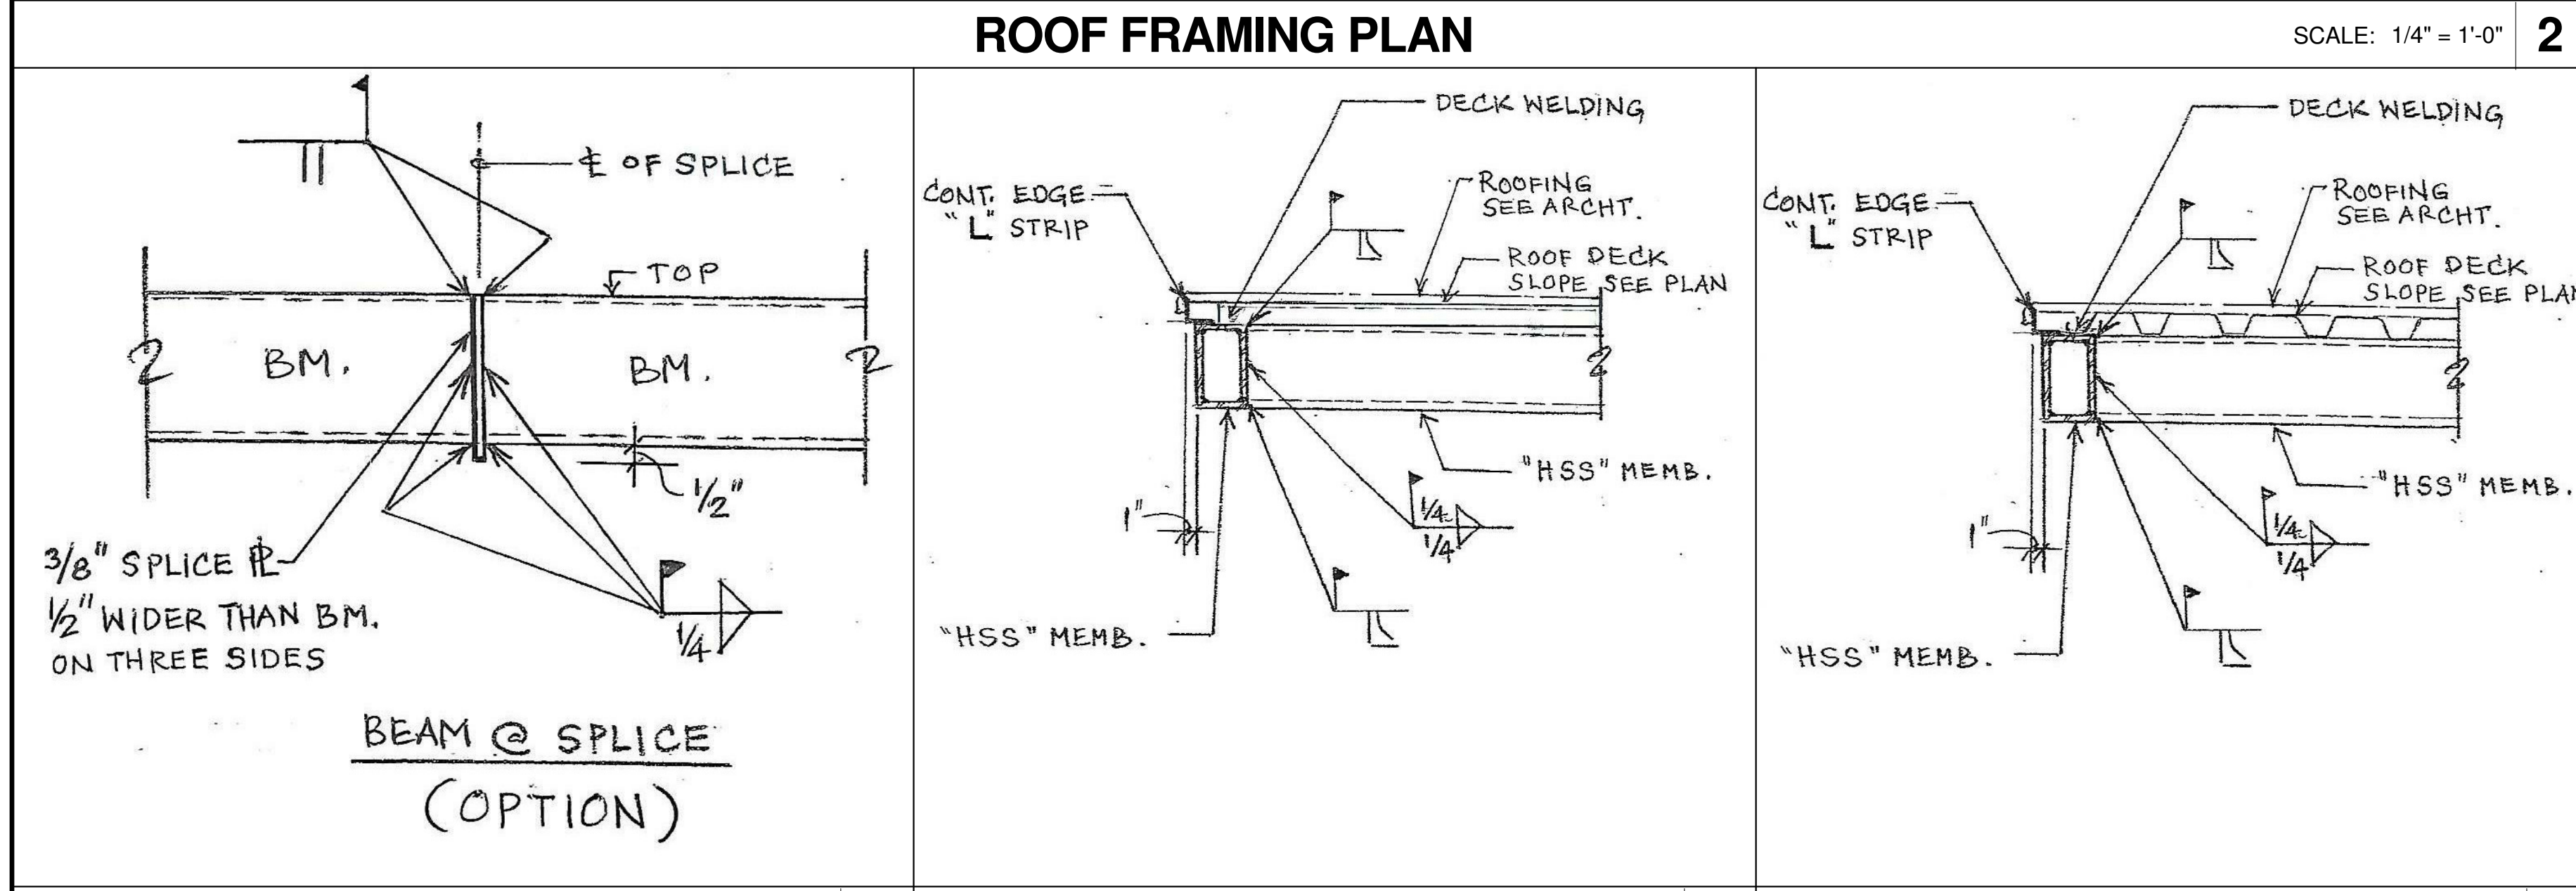 ROOF FRAMING PLAN
SCALE: 1/4" = 1'-0"
2
℄ OF SPLICE
TOP
BM.
BM.
1/2"
3/8" SPLICE ⅊
1/2" WIDER THAN BM.
ON THREE SIDES
1/4
BEAM @ SPLICE
(OPTION)
DECK WELDING
CONT. EDGE
"L" STRIP
ROOFING
SEE ARCHT.
ROOF DECK
SLOPE SEE PLAN
"HSS" MEMB.
1"
1/4
1/4
"HSS" MEMB.
DECK WELDING
CONT. EDGE
"L" STRIP
ROOFING
SEE ARCHT.
ROOF DECK
SLOPE SEE PLAN
"HSS" MEMB.
1"
1/4
1/4
"HSS" MEMB.